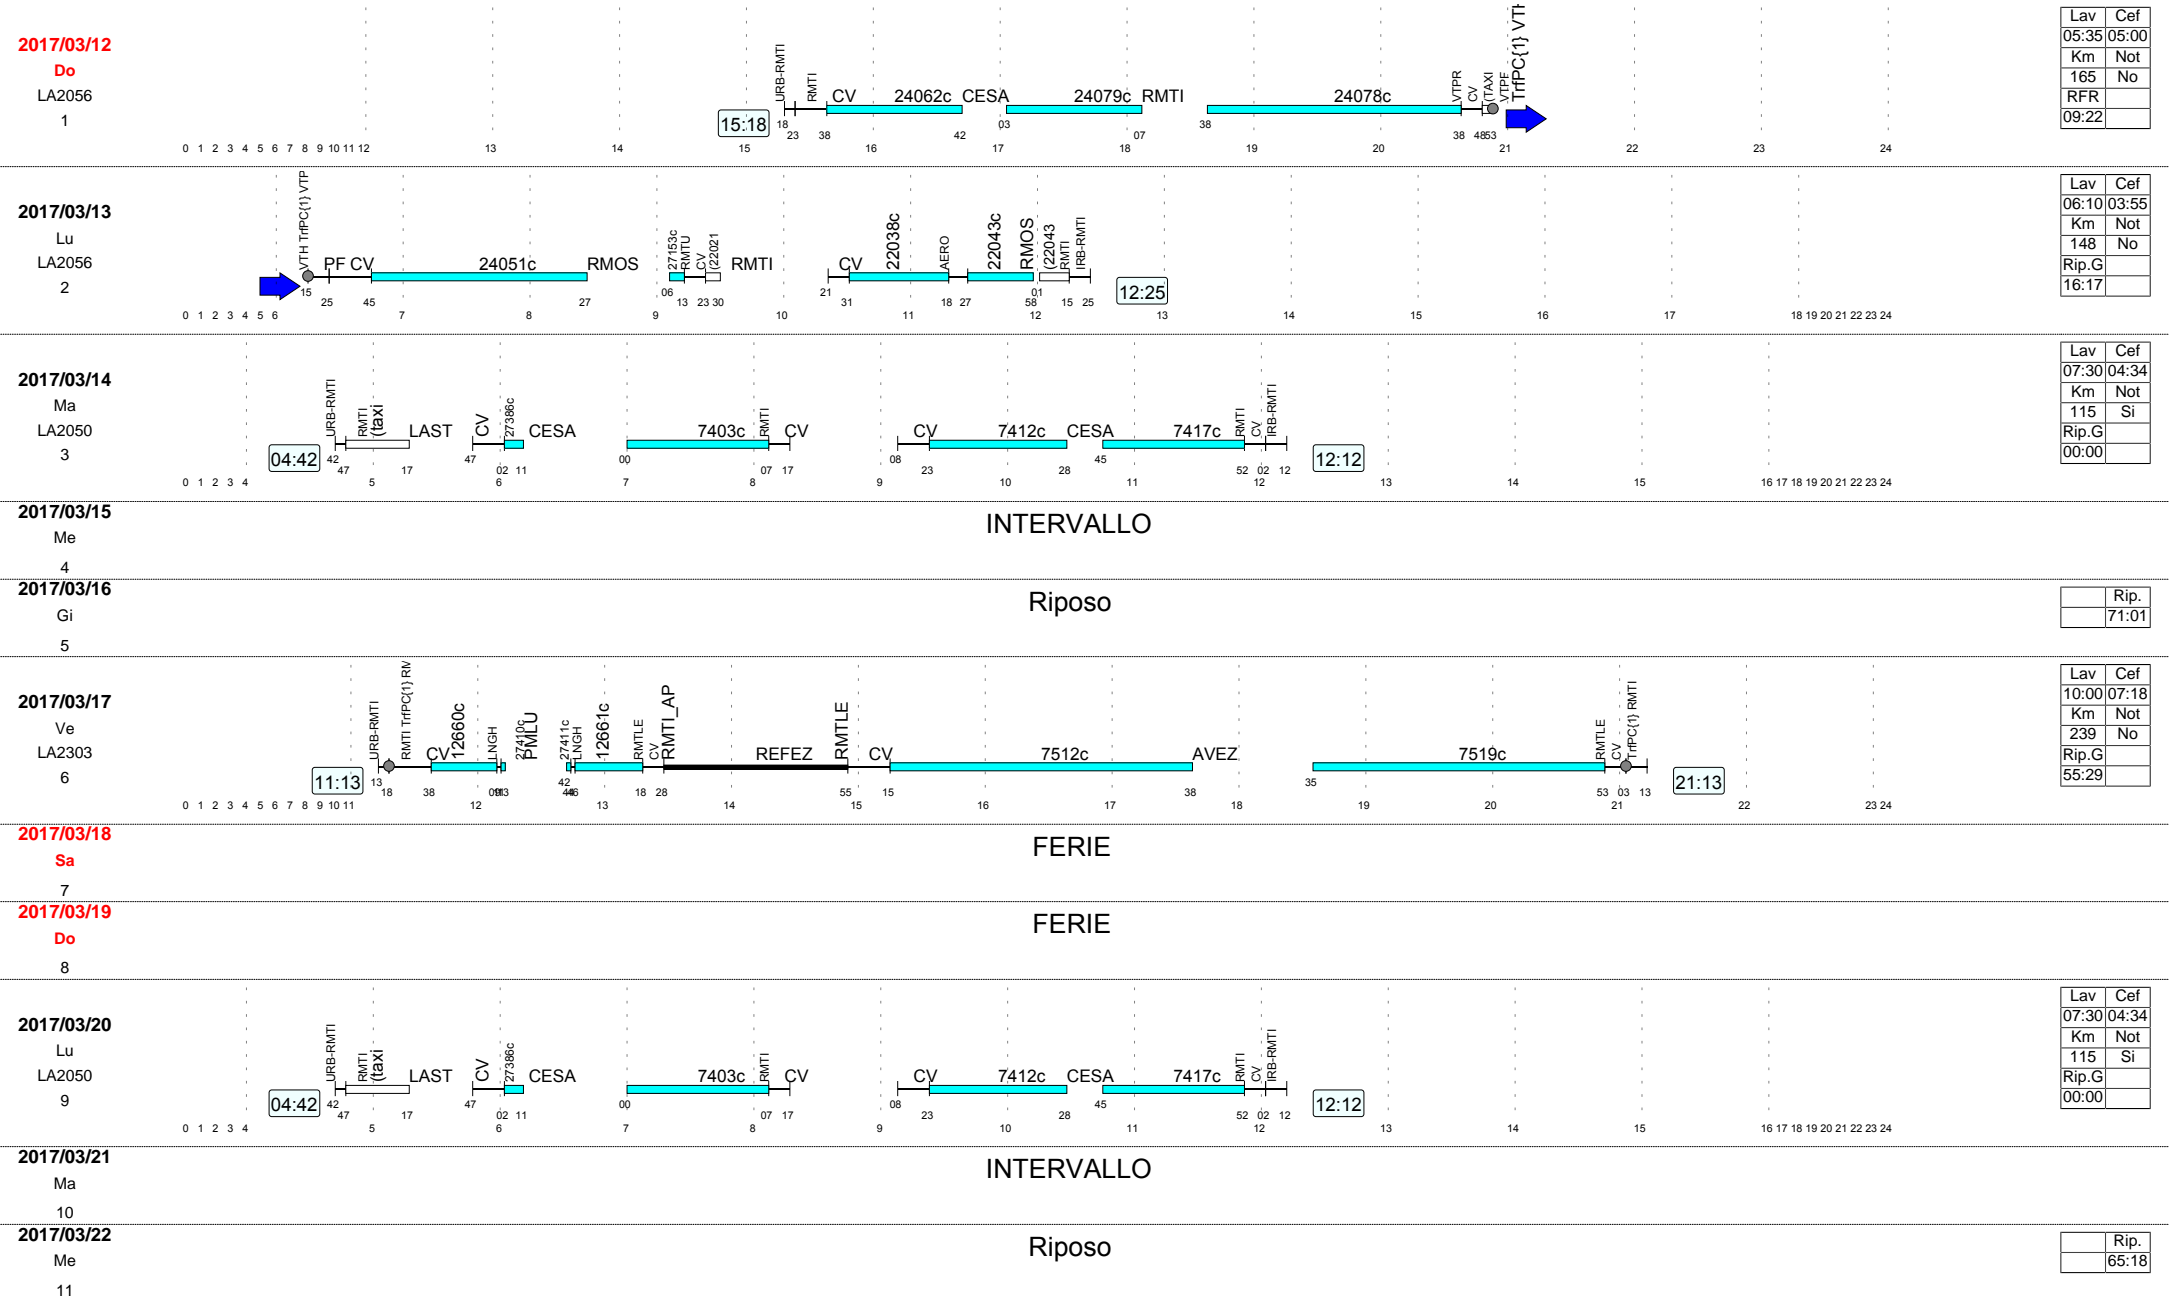 2017/03/12
Do
LA2056
1
15:18
URB-RMTI
RMTI
CV 24062c CESA 24079c RMTI 24078c
VTPR
CV
(TAXI
VTPF
TrfPC{1} VTH
18 23 38 42 03 07 38 38 48 53
0 1 2 3 4 5 6 7 8 9 10 11 12 13 14 15 16 17 18 19 20 21 22 23 24
Lav Cef
05:35 05:00
Km Not
165 No
RFR
09:22
2017/03/13
Lu
LA2056
2
VTH TrfPC{1} VTP
PF CV 24051c RMOS
27153c
RMTU
CV
(22021
RMTI
CV
22038c
AERO
22043c
RMOS
(22043
RMTI
IRB-RMTI
12:25
15 25 45 27 06 13 23 30 21 31 18 27 58 01 15 25
0 1 2 3 4 5 6 7 8 9 10 11 12 13 14 15 16 17 18 19 20 21 22 23 24
Lav Cef
06:10 03:55
Km Not
148 No
Rip.G
16:17
2017/03/14
Ma
LA2050
3
04:42
URB-RMTI
RMTI
(taxi
LAST
CV
27386c
CESA 7403c
RMTI
CV CV 7412c CESA 7417c
RMTI
CV
IRB-RMTI
12:12
42 47 17 47 02 11 00 07 17 08 23 28 45 52 02 12
0 1 2 3 4 5 6 7 8 9 10 11 12 13 14 15 16 17 18 19 20 21 22 23 24
Lav Cef
07:30 04:34
Km Not
115 Si
Rip.G
00:00
2017/03/15
Me
4
INTERVALLO
2017/03/16
Gi
5
Riposo
Rip.
71:01
2017/03/17
Ve
LA2303
6
11:13
URB-RMTI
RMTI TrfPC{1} RM
CV
12660c
LNGH
27410c
PMLU
27411c
LNGH
12661c
RMTLE
CV
RMTI_AP
REFEZ
RMTLE
CV 7512c AVEZ 7519c
RMTLE
CV
TrfPC{1} RMTI
21:13
13 18 38 09 11 13 42 44 46 18 28 55 15 38 35 53 03 13
0 1 2 3 4 5 6 7 8 9 10 11 12 13 14 15 16 17 18 19 20 21 22 23 24
Lav Cef
10:00 07:18
Km Not
239 No
Rip.G
55:29
2017/03/18
Sa
7
FERIE
2017/03/19
Do
8
FERIE
2017/03/20
Lu
LA2050
9
04:42
URB-RMTI
RMTI
(taxi
LAST
CV
27386c
CESA 7403c
RMTI
CV CV 7412c CESA 7417c
RMTI
CV
IRB-RMTI
12:12
42 47 17 47 02 11 00 07 17 08 23 28 45 52 02 12
0 1 2 3 4 5 6 7 8 9 10 11 12 13 14 15 16 17 18 19 20 21 22 23 24
Lav Cef
07:30 04:34
Km Not
115 Si
Rip.G
00:00
2017/03/21
Ma
10
INTERVALLO
2017/03/22
Me
11
Riposo
Rip.
65:18